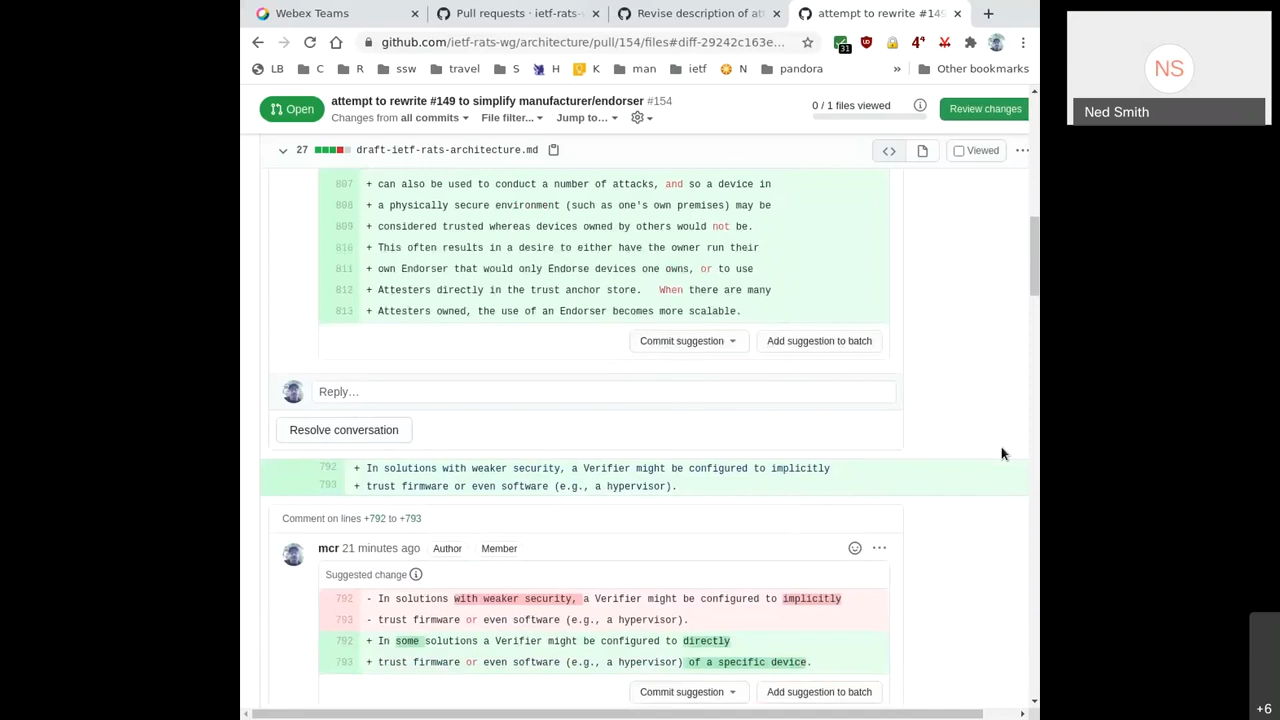 Webex Teams
Pull requests · ietf-rats-
Revise description of at
attempt to rewrite #149
github.com/ietf-rats-wg/architecture/pull/154/files#diff-29242c163e...
31
LB C R ssw travel S H K man ietf N pandora » Other bookmarks
Open
attempt to rewrite #149 to simplify manufacturer/endorser #154
Changes from all commits File filter... Jump to...
0 / 1 files viewed
Review changes
27 draft-ietf-rats-architecture.md
Viewed
807 + can also be used to conduct a number of attacks, and so a device in
808 + a physically secure environment (such as one's own premises) may be
809 + considered trusted whereas devices owned by others would not be.
810 + This often results in a desire to either have the owner run their
811 + own Endorser that would only Endorse devices one owns, or to use
812 + Attesters directly in the trust anchor store. When there are many
813 + Attesters owned, the use of an Endorser becomes more scalable.
Commit suggestion Add suggestion to batch
Reply…
Resolve conversation
792 + In solutions with weaker security, a Verifier might be configured to implicitly
793 + trust firmware or even software (e.g., a hypervisor).
Comment on lines +792 to +793
mcr 21 minutes ago Author Member
Suggested change
792 - In solutions with weaker security, a Verifier might be configured to implicitly
793 - trust firmware or even software (e.g., a hypervisor).
792 + In some solutions a Verifier might be configured to directly
793 + trust firmware or even software (e.g., a hypervisor) of a specific device.
Commit suggestion Add suggestion to batch
NS
Ned Smith
+6